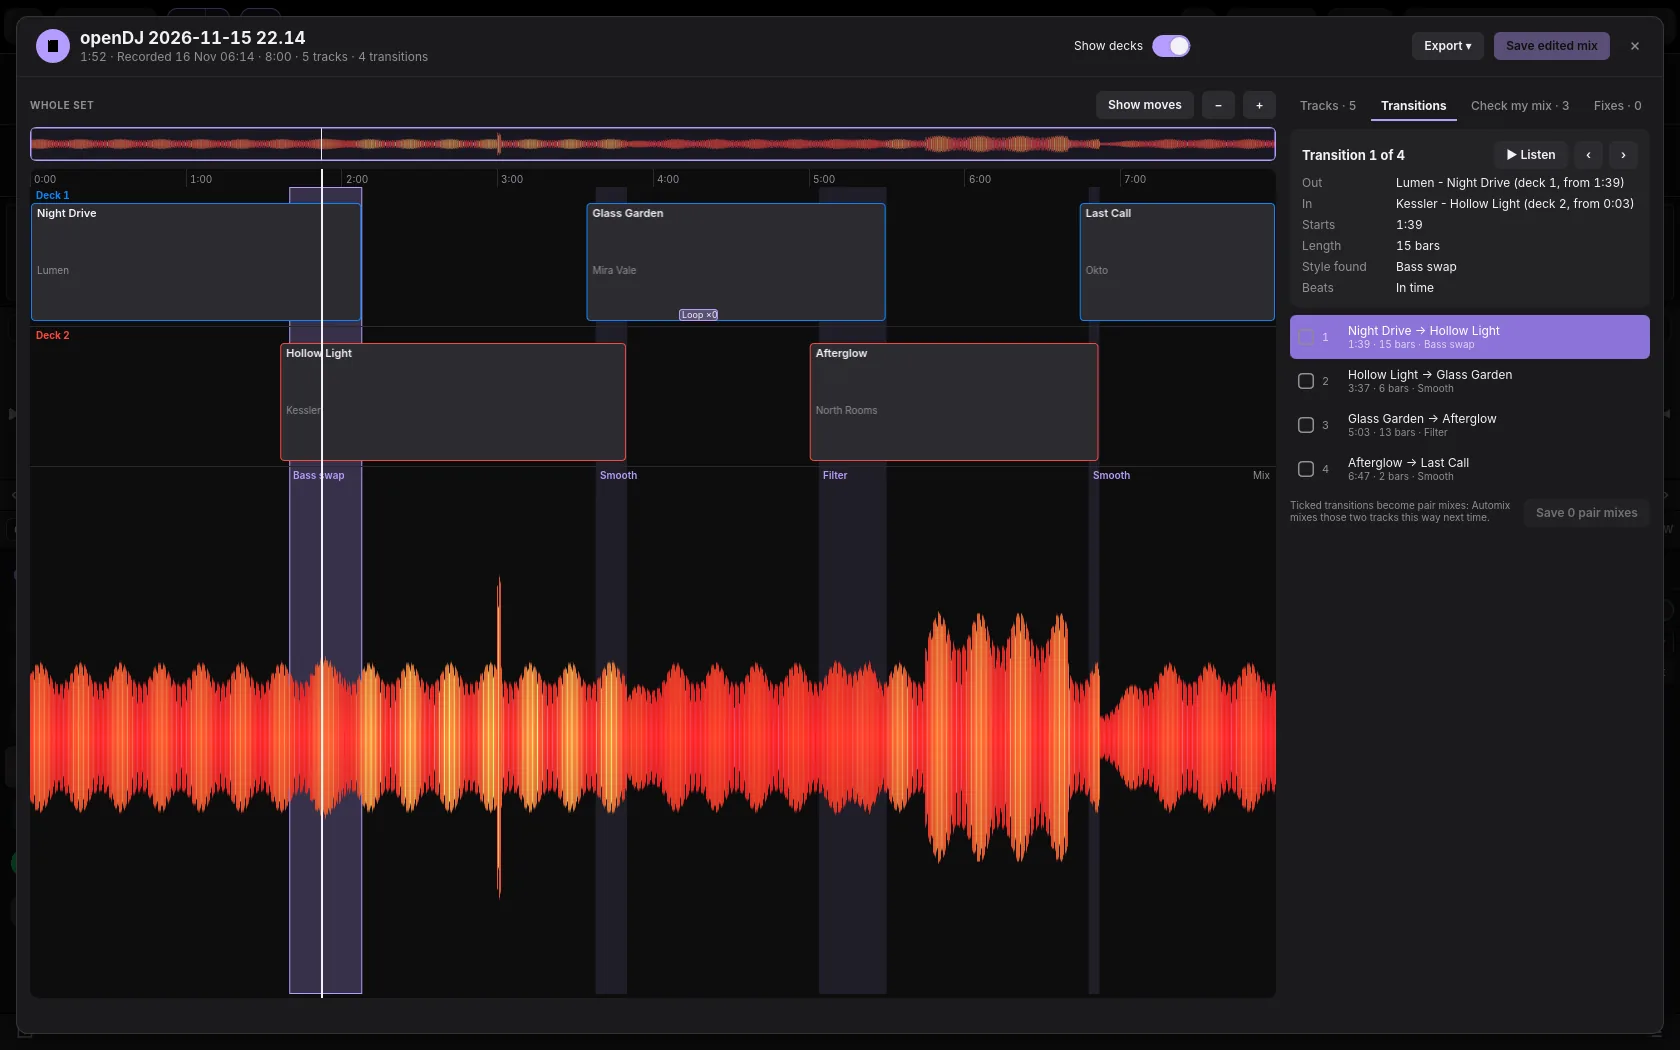 openDJ 2026-11-15 22.14
1:52 · Recorded 16 Nov 06:14 · 8:00 · 5 tracks · 4 transitions
Show decks
Export ▾
Save edited mix
×
WHOLE SET
Show moves
−
+
0:00 1:00 2:00 3:00 4:00 5:00 6:00 7:00
Deck 1
Night Drive
Lumen
Glass Garden
Mira Vale
Loop ×0
Last Call
Okto
Deck 2
Hollow Light
Kessler
Afterglow
North Rooms
Bass swap
Smooth
Filter
Smooth
Mix
Tracks · 5
Transitions
Check my mix · 3
Fixes · 0
Transition 1 of 4
▶ Listen
‹
›
Out Lumen - Night Drive (deck 1, from 1:39)
In Kessler - Hollow Light (deck 2, from 0:03)
Starts 1:39
Length 15 bars
Style found Bass swap
Beats In time
1 Night Drive → Hollow Light
1:39 · 15 bars · Bass swap
2 Hollow Light → Glass Garden
3:37 · 6 bars · Smooth
3 Glass Garden → Afterglow
5:03 · 13 bars · Filter
4 Afterglow → Last Call
6:47 · 2 bars · Smooth
Ticked transitions become pair mixes: Automix
mixes those two tracks this way next time.
Save 0 pair mixes